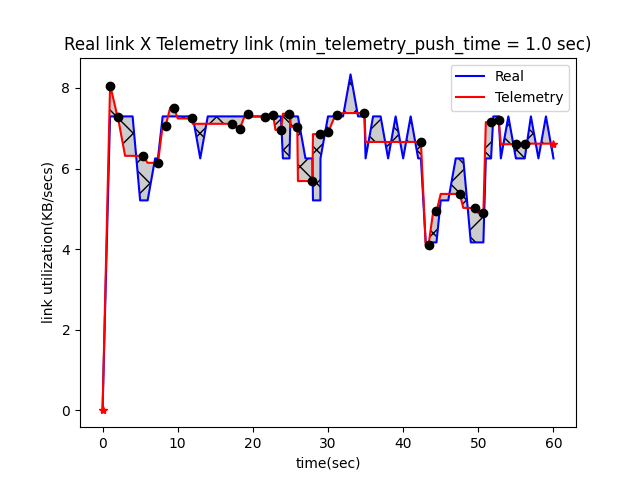 Real link X Telemetry link (min_telemetry_push_time = 1.0 sec)
Real
Telemetry
link utilization(KB/secs)
8
6
4
2
0
0 10 20 30 40 50 60
time(sec)